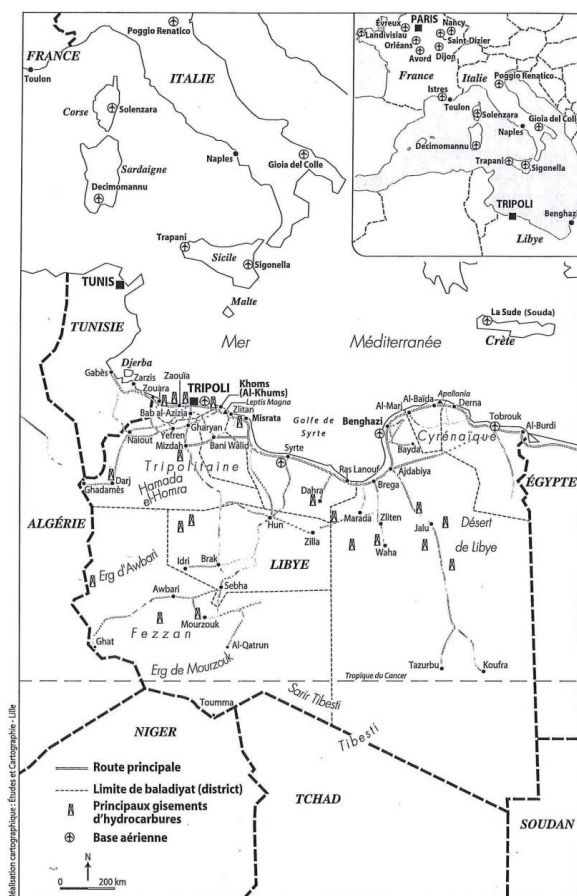 Poggio Renatico
FRANCE
Toulon
ITALIE
Corse
Solenzara
Sardaigne
Decimomannu
Naples
Gioia del Colle
Trapani
Sicile
Sigonella
Malte
Évreux
PARIS
Nancy
Landivisiau
Saint-Dizier
Orléans
Avord
Dijon
France
Italie
Poggio Renatico
Istres
Toulon
Solenzara
Gioia del Colle
Naples
Decimomannu
Trapani
Sigonella
TRIPOLI
Benghazi
Libye
TUNIS
TUNISIE
La Sude (Souda)
Crète
Mer
Méditerranée
Djerba
Gabès
Zarzis
Zouara
Zaouïa
TRIPOLI
Khoms
(Al-Khums)
Leptis Magna
Bab al-Azizia
Zlitan
Misrata
Gharyan
Yefren
Nalout
Mizdah
Bani Walid
Golfe de
Syrte
Syrte
Benghazi
Al-Marj
Al-Baïda
Apollonia
Derna
Tobrouk
Al-Burdi
Cyrénaïque
Bayda
Ajdabiya
Ras Lanouf
Brega
ÉGYPTE
Tripolitaine
Hamada
el-Homra
Darj
Ghadamès
ALGÉRIE
Dahra
Marada
Zliten
Jalu
Désert
de Libye
Hun
Zilla
Waha
LIBYE
Idri
Brak
Erg d'Awbari
Awbari
Sebha
Mourzouk
Fezzan
Ghat
Al-Qatrun
Erg de Mourzouk
Tazurbu
Koufra
Tropique du Cancer
Toumma
Sarir Tibesti
Tibesti
NIGER
TCHAD
SOUDAN
Route principale
Limite de baladiyat (district)
Principaux gisements
d'hydrocarbures
Base aérienne
N
0 200 km
Réalisation cartographique : Études et Cartographie - Lille